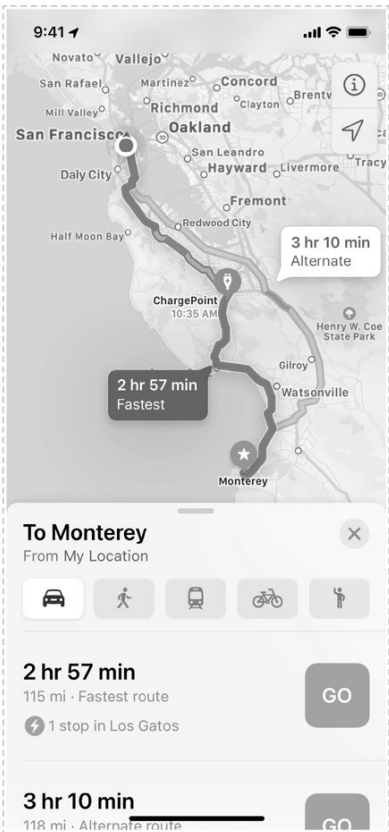 9:41
Novato
Vallejo
San Rafael
Martinez
Concord
Brentw
Mill Valley
Richmond
Clayton
San Francisco
Oakland
San Leandro
Daly City
Hayward
Livermore
Tracy
Fremont
Redwood City
Half Moon Bay
3 hr 10 min
Alternate
ChargePoint
10:35 AM
Henry W. Coe
State Park
2 hr 57 min
Fastest
Gilroy
Watsonville
Monterey
To Monterey
From My Location
2 hr 57 min
115 mi · Fastest route
GO
1 stop in Los Gatos
3 hr 10 min
118 mi · Alternate route
GO